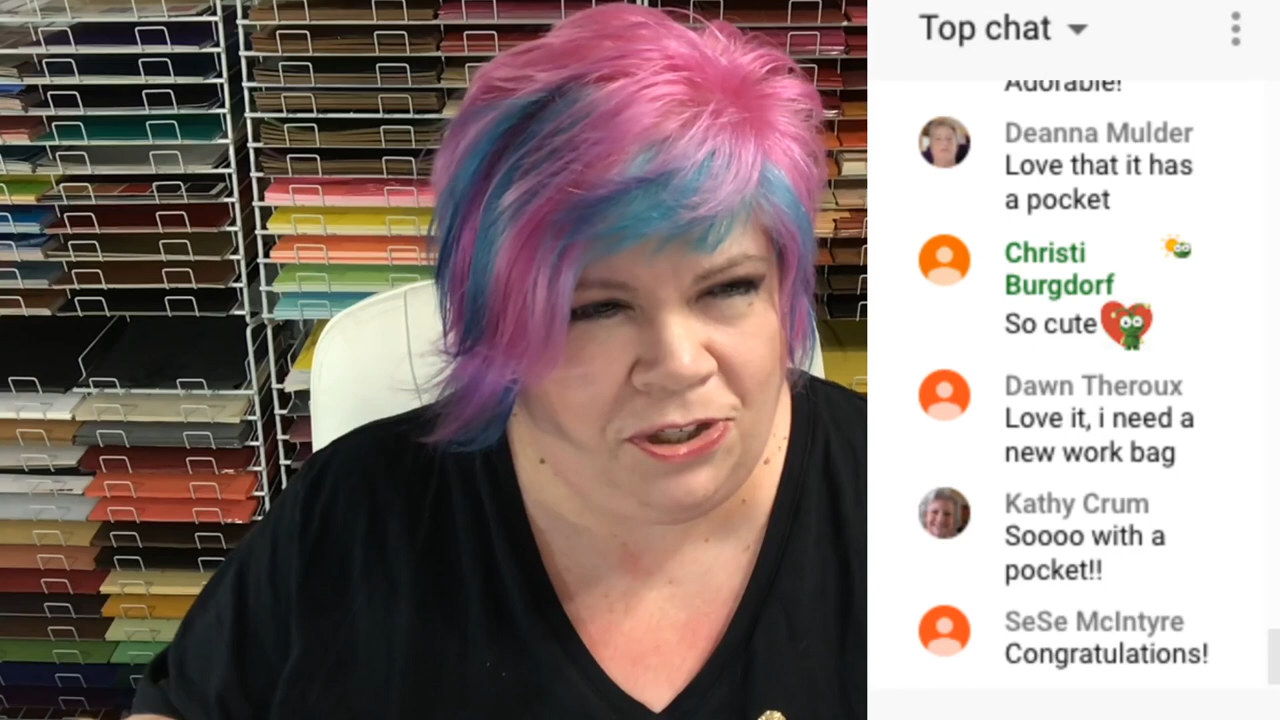 Top chat
Adorable!
Deanna Mulder
Love that it has
a pocket
Christi
Burgdorf
So cute
Dawn Theroux
Love it, i need a
new work bag
Kathy Crum
Soooo with a
pocket!!
SeSe McIntyre
Congratulations!